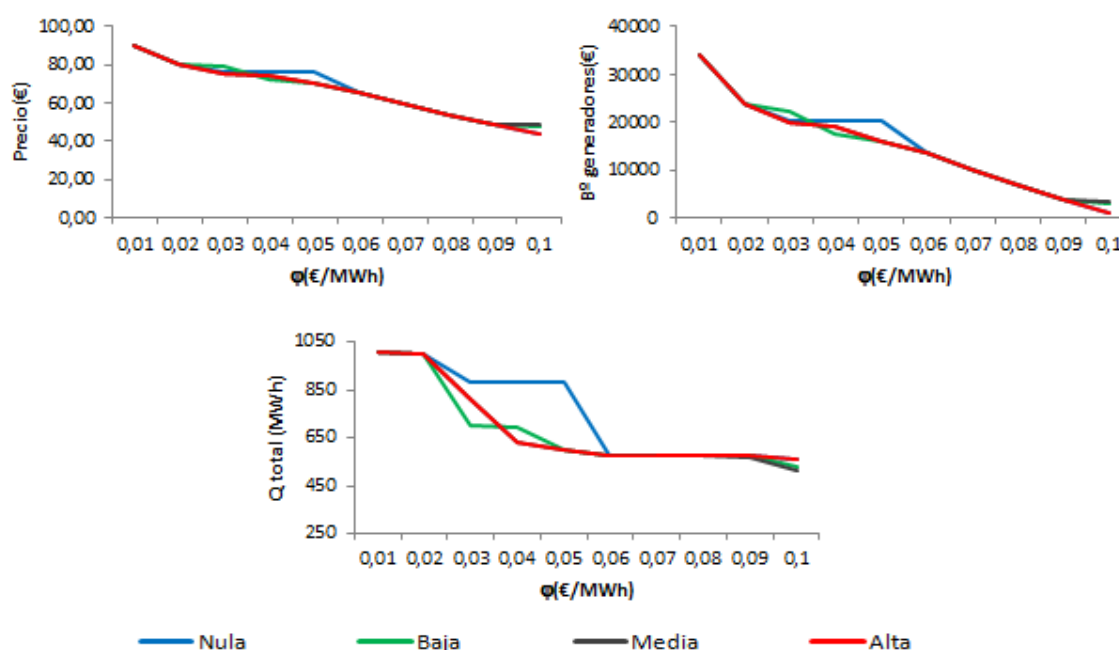 100,00
80,00
60,00
40,00
20,00
0,00
Precio(€)
0,01 0,02 0,03 0,04 0,05 0,06 0,07 0,08 0,09 0,1
φ(€/MWh)
40000
30000
20000
10000
0
Bº generadores(€)
0,01 0,02 0,03 0,04 0,05 0,06 0,07 0,08 0,09 0,1
φ(€/MWh)
1050
850
650
450
250
Q total (MWh)
0,01 0,02 0,03 0,04 0,05 0,06 0,07 0,08 0,09 0,1
φ(€/MWh)
Nula Baja Media Alta